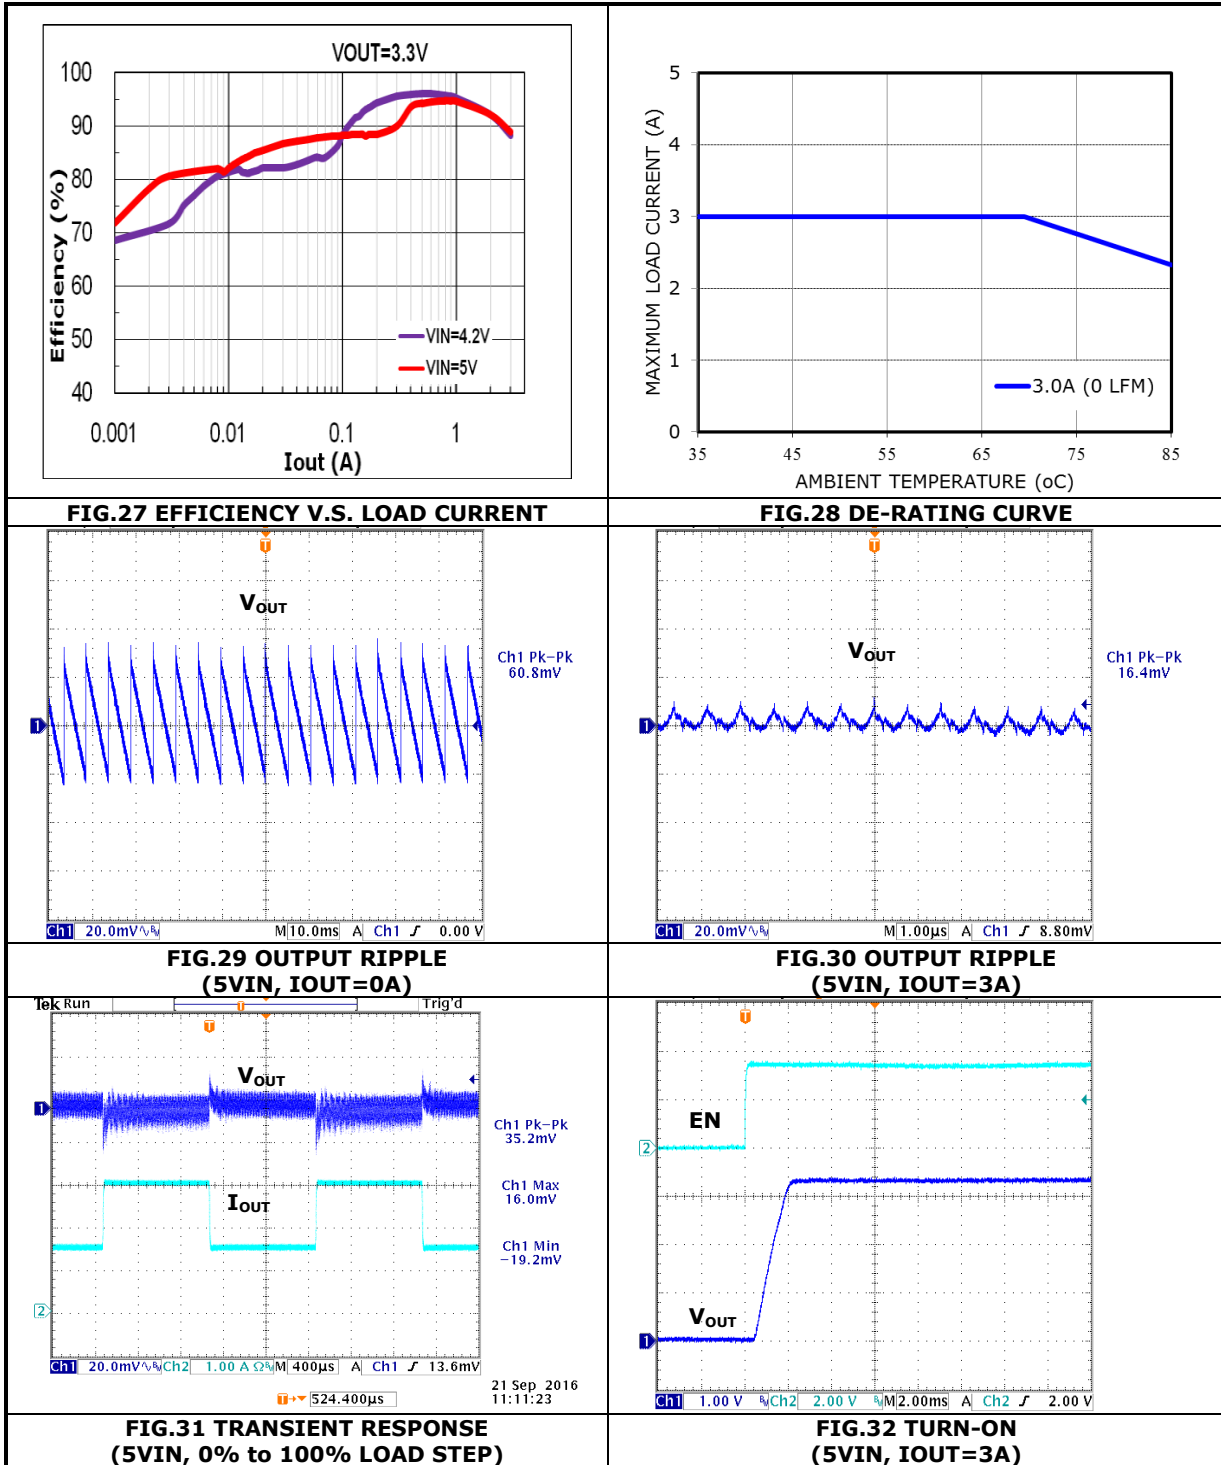 VOUT=3.3V
100
90
80
70
60
50
40
Efficiency (%)
VIN=4.2V
VIN=5V
0.001 0.01 0.1 1
Iout (A)
5
4
3
2
1
0
MAXIMUM LOAD CURRENT (A)
3.0A (0 LFM)
35 45 55 65 75 85
AMBIENT TEMPERATURE (oC)
FIG.27 EFFICIENCY V.S. LOAD CURRENT
FIG.28 DE-RATING CURVE
T
VOUT
1
Ch1 Pk-Pk
60.8mV
Ch1 20.0mV M 10.0ms A Ch1 0.00 V
T
VOUT
1
Ch1 Pk-Pk
16.4mV
Ch1 20.0mV M 1.00µs A Ch1 8.80mV
FIG.29 OUTPUT RIPPLE
(5VIN, IOUT=0A)
FIG.30 OUTPUT RIPPLE
(5VIN, IOUT=3A)
Tek Run Trig'd
T
T
VOUT
1
Ch1 Pk-Pk
35.2mV
Ch1 Max
16.0mV
IOUT
Ch1 Min
-19.2mV
2
Ch1 20.0mV Ch2 1.00 A Ω M 400µs A Ch1 13.6mV
T 524.400µs
21 Sep 2016
11:11:23
T
EN
2
VOUT
1
Ch1 1.00 V Ch2 2.00 V M 2.00ms A Ch2 2.00 V
FIG.31 TRANSIENT RESPONSE
(5VIN, 0% to 100% LOAD STEP)
FIG.32 TURN-ON
(5VIN, IOUT=3A)